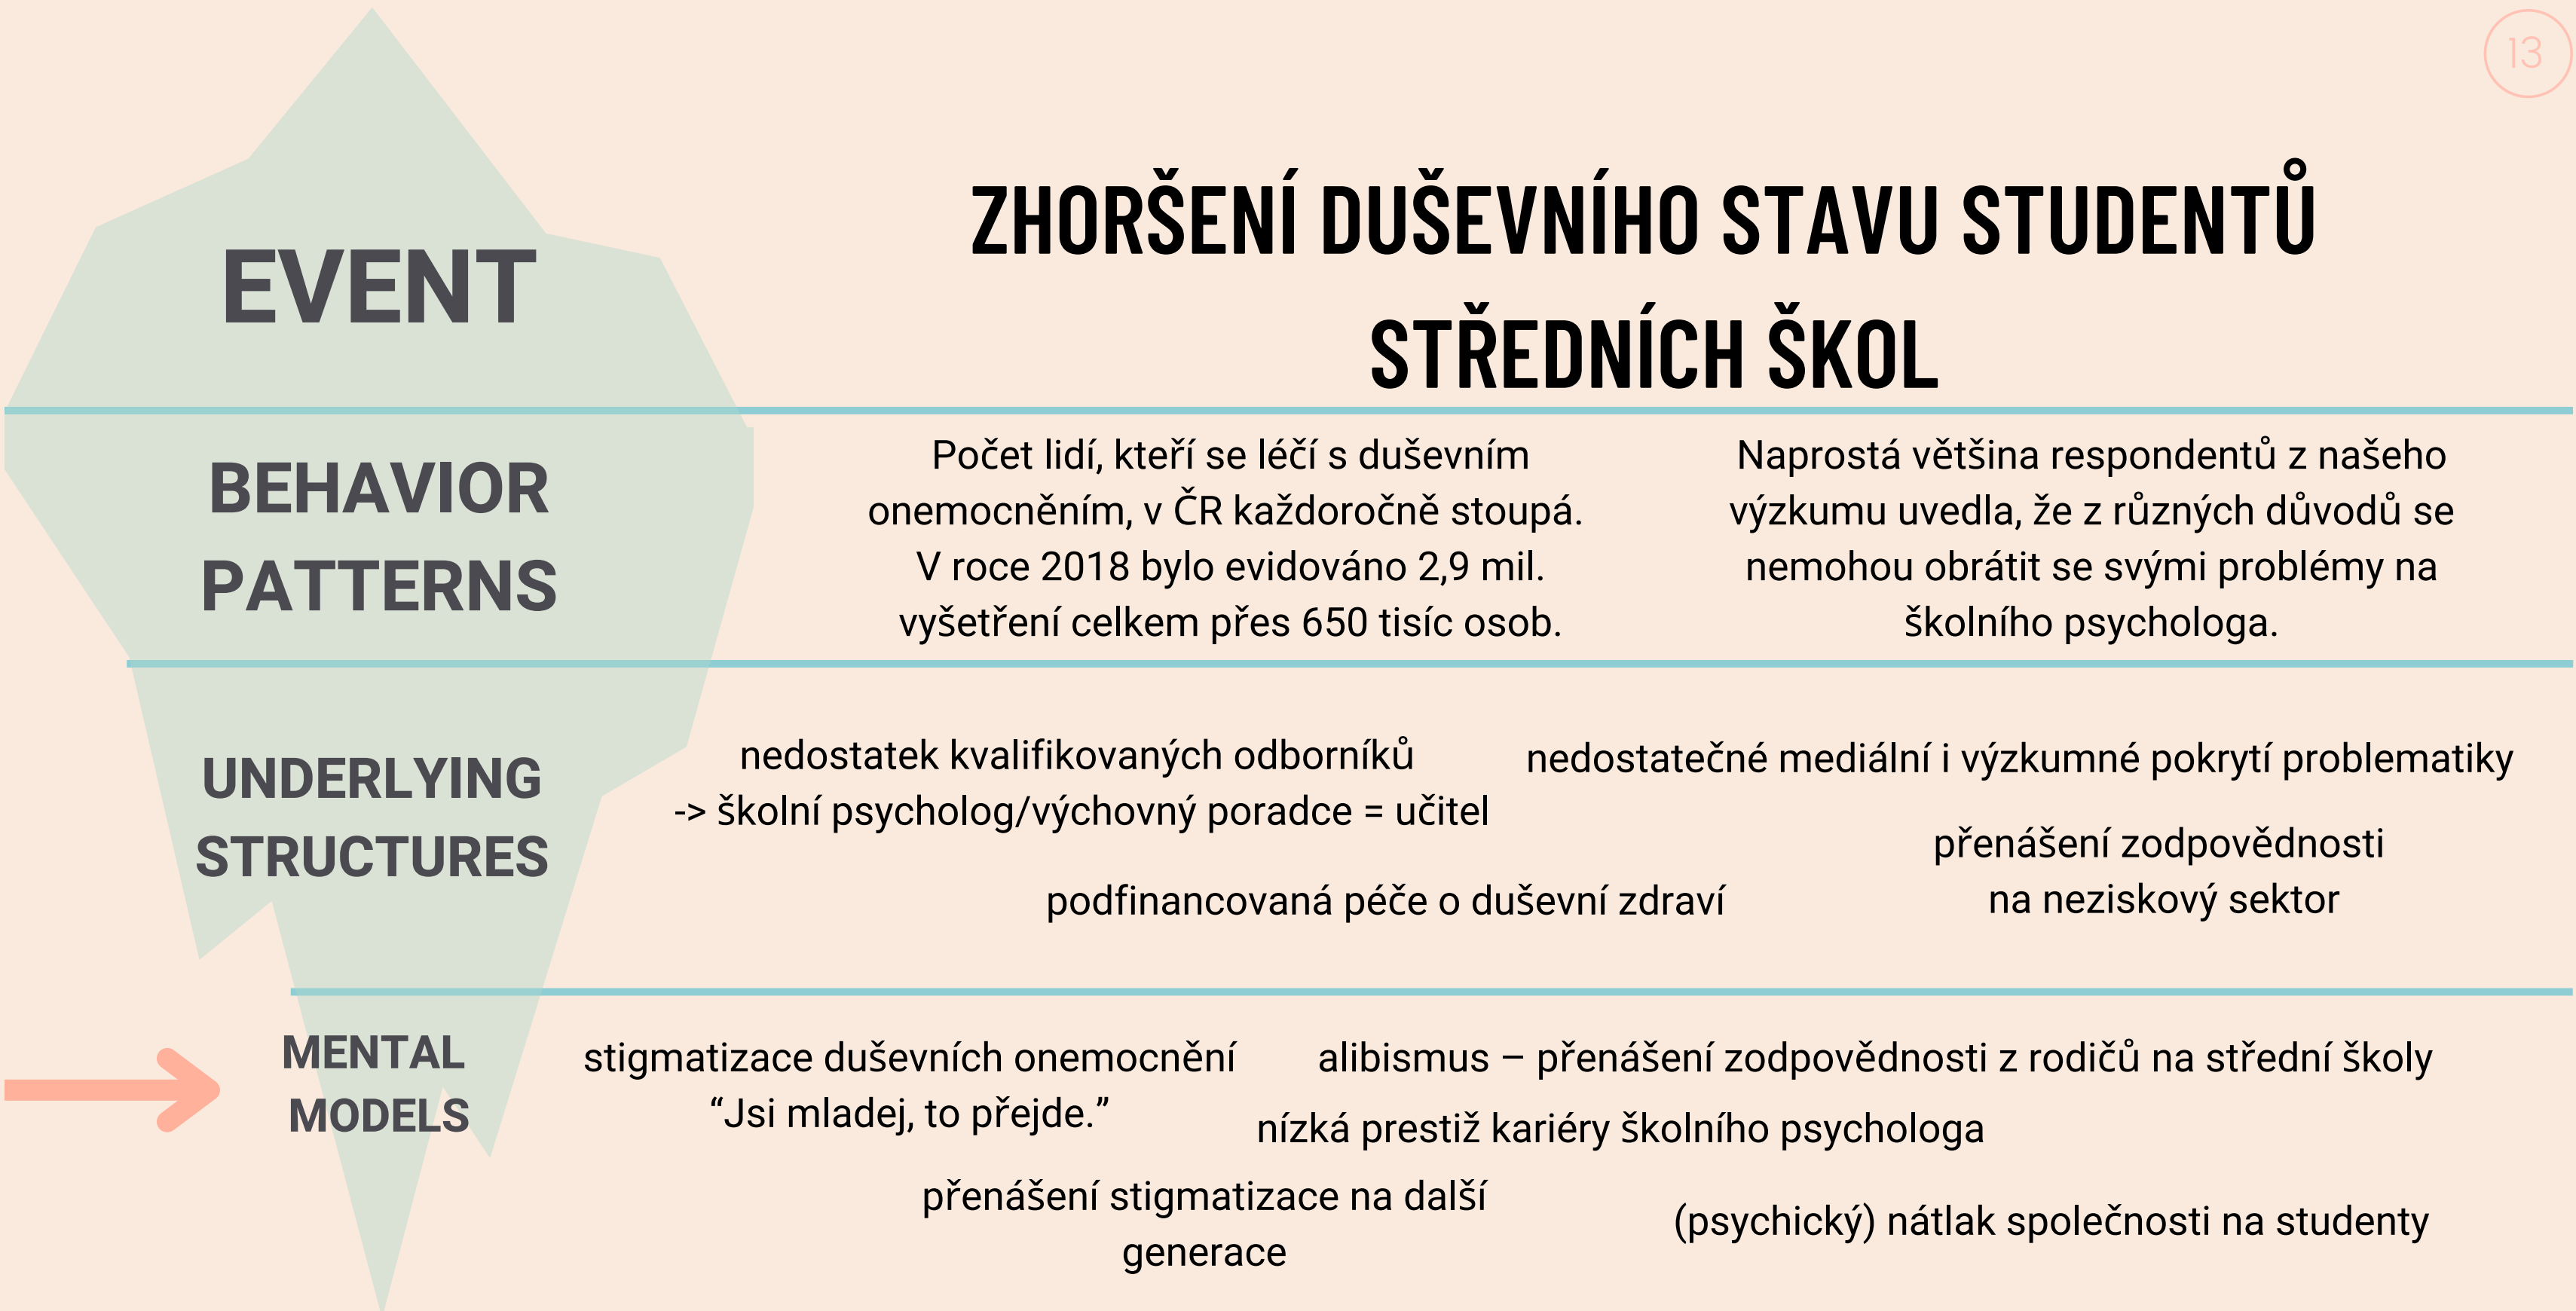 13
EVENT
ZHORŠENÍ DUŠEVNÍHO STAVU STUDENTŮ
STŘEDNÍCH ŠKOL
BEHAVIOR
PATTERNS
Počet lidí, kteří se léčí s duševním
onemocněním, v ČR každoročně stoupá.
V roce 2018 bylo evidováno 2,9 mil.
vyšetření celkem přes 650 tisíc osob.
Naprostá většina respondentů z našeho
výzkumu uvedla, že z různých důvodů se
nemohou obrátit se svými problémy na
školního psychologa.
UNDERLYING
STRUCTURES
nedostatek kvalifikovaných odborníků
-> školní psycholog/výchovný poradce = učitel
nedostatečné mediální i výzkumné pokrytí problematiky
přenášení zodpovědnosti
na neziskový sektor
podfinancovaná péče o duševní zdraví
MENTAL
MODELS
stigmatizace duševních onemocnění
“Jsi mladej, to přejde.”
alibismus – přenášení zodpovědnosti z rodičů na střední školy
nízká prestiž kariéry školního psychologa
přenášení stigmatizace na další
generace
(psychický) nátlak společnosti na studenty